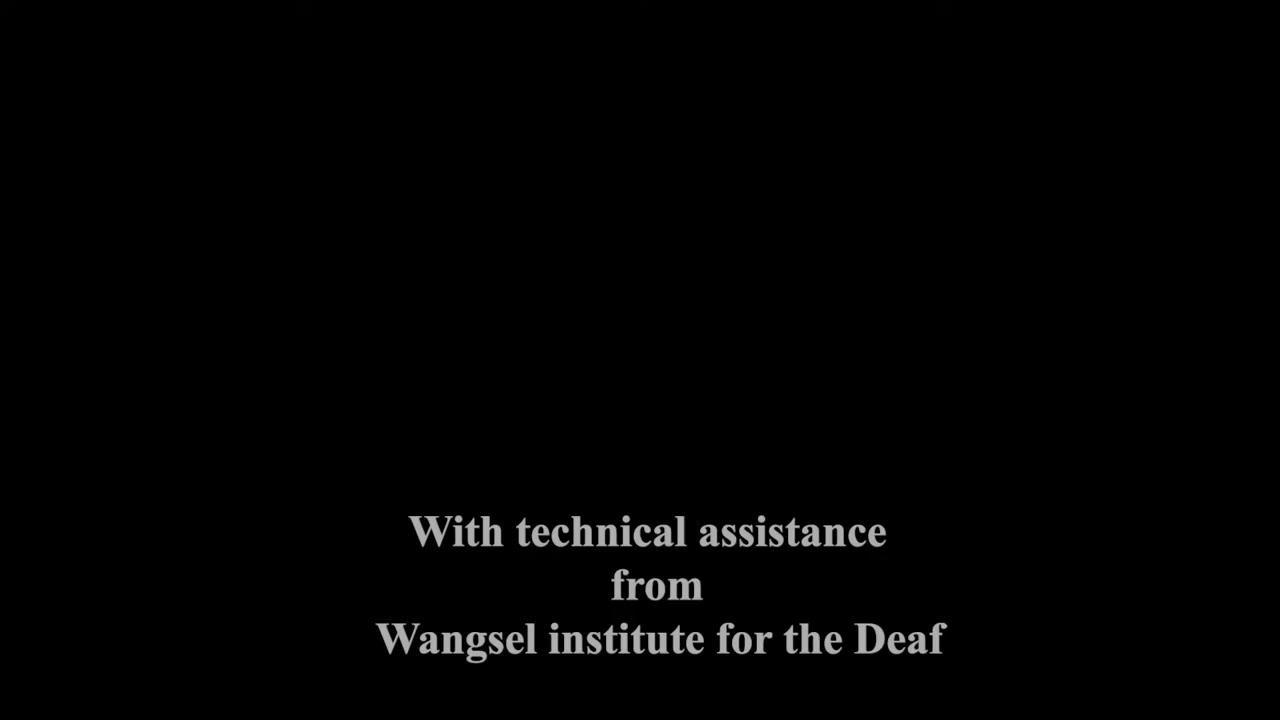 With technical assistance
from
Wangsel institute for the Deaf